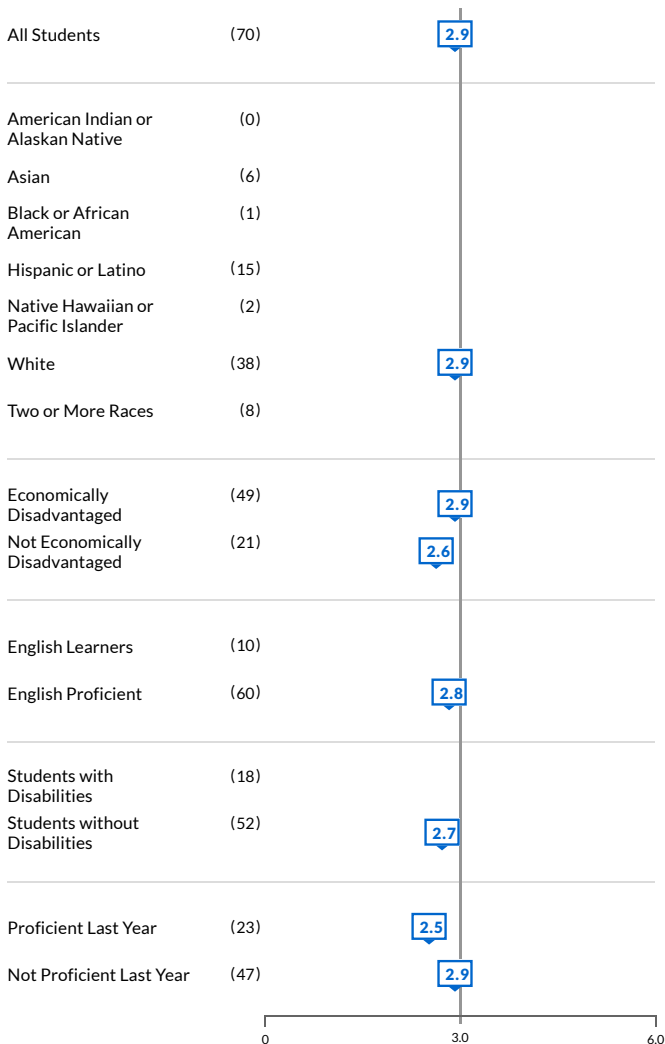 All Students (70) 2.9
American Indian or (0)
Alaskan Native
Asian (6)
Black or African (1)
American
Hispanic or Latino (15)
Native Hawaiian or (2)
Pacific Islander
White (38) 2.9
Two or More Races (8)
Economically (49) 2.9
Disadvantaged
Not Economically (21) 2.6
Disadvantaged
English Learners (10)
English Proficient (60) 2.8
Students with (18)
Disabilities
Students without (52) 2.7
Disabilities
Proficient Last Year (23) 2.5
Not Proficient Last Year (47) 2.9
0 3.0 6.0